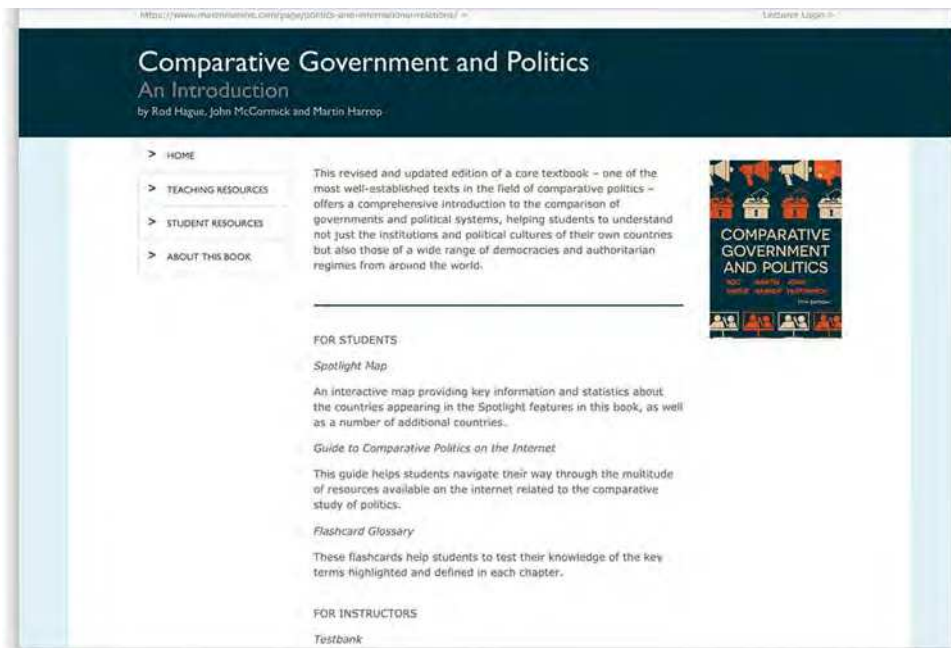 Lecturer Login >
Comparative Government and Politics
An Introduction
by Rod Hague, John McCormick and Martin Harrop
> HOME
> TEACHING RESOURCES
> STUDENT RESOURCES
> ABOUT THIS BOOK
This revised and updated edition of a core textbook – one of the
most well-established texts in the field of comparative politics –
offers a comprehensive introduction to the comparison of
governments and political systems, helping students to understand
not just the institutions and political cultures of their own countries
but also those of a wide range of democracies and authoritarian
regimes from around the world.
COMPARATIVE
GOVERNMENT
AND POLITICS
ROD MARTIN JOHN
HAGUE HARROP McCORMICK
FOR STUDENTS
Spotlight Map
An interactive map providing key information and statistics about
the countries appearing in the Spotlight features in this book, as well
as a number of additional countries.
Guide to Comparative Politics on the Internet
This guide helps students navigate their way through the multitude
of resources available on the internet related to the comparative
study of politics.
Flashcard Glossary
These flashcards help students to test their knowledge of the key
terms highlighted and defined in each chapter.
FOR INSTRUCTORS
Testbank